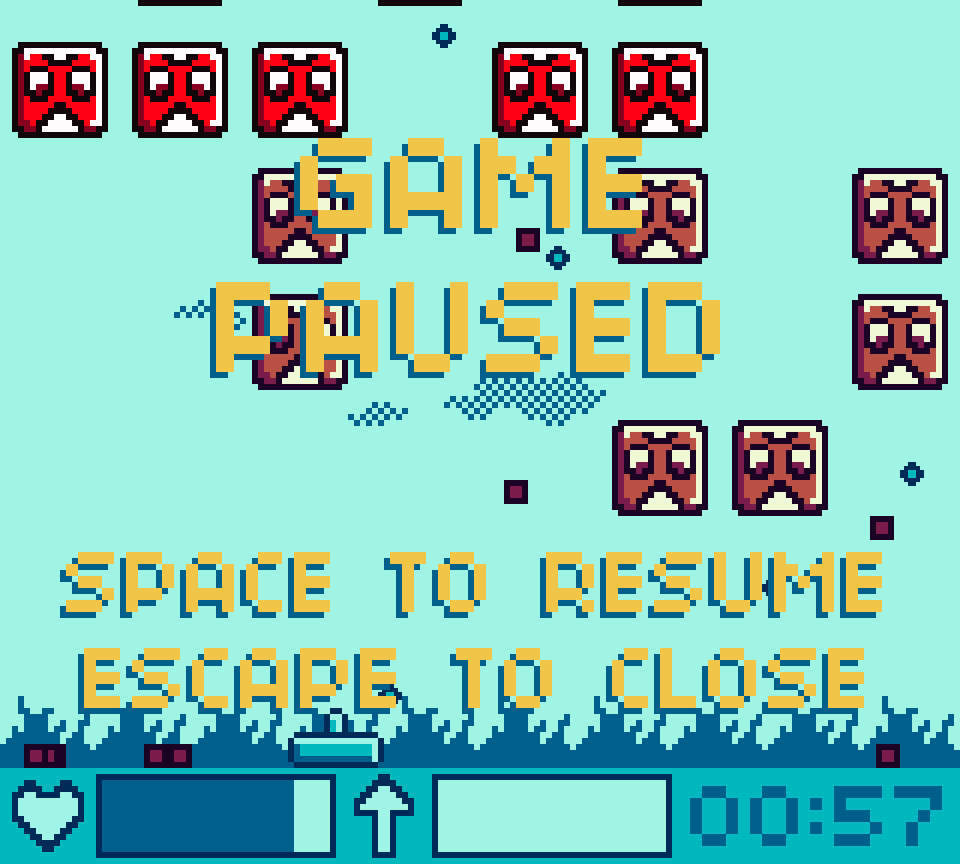 GAME
PAUSED
SPACE TO RESUME
ESCAPE TO CLOSE
00:57